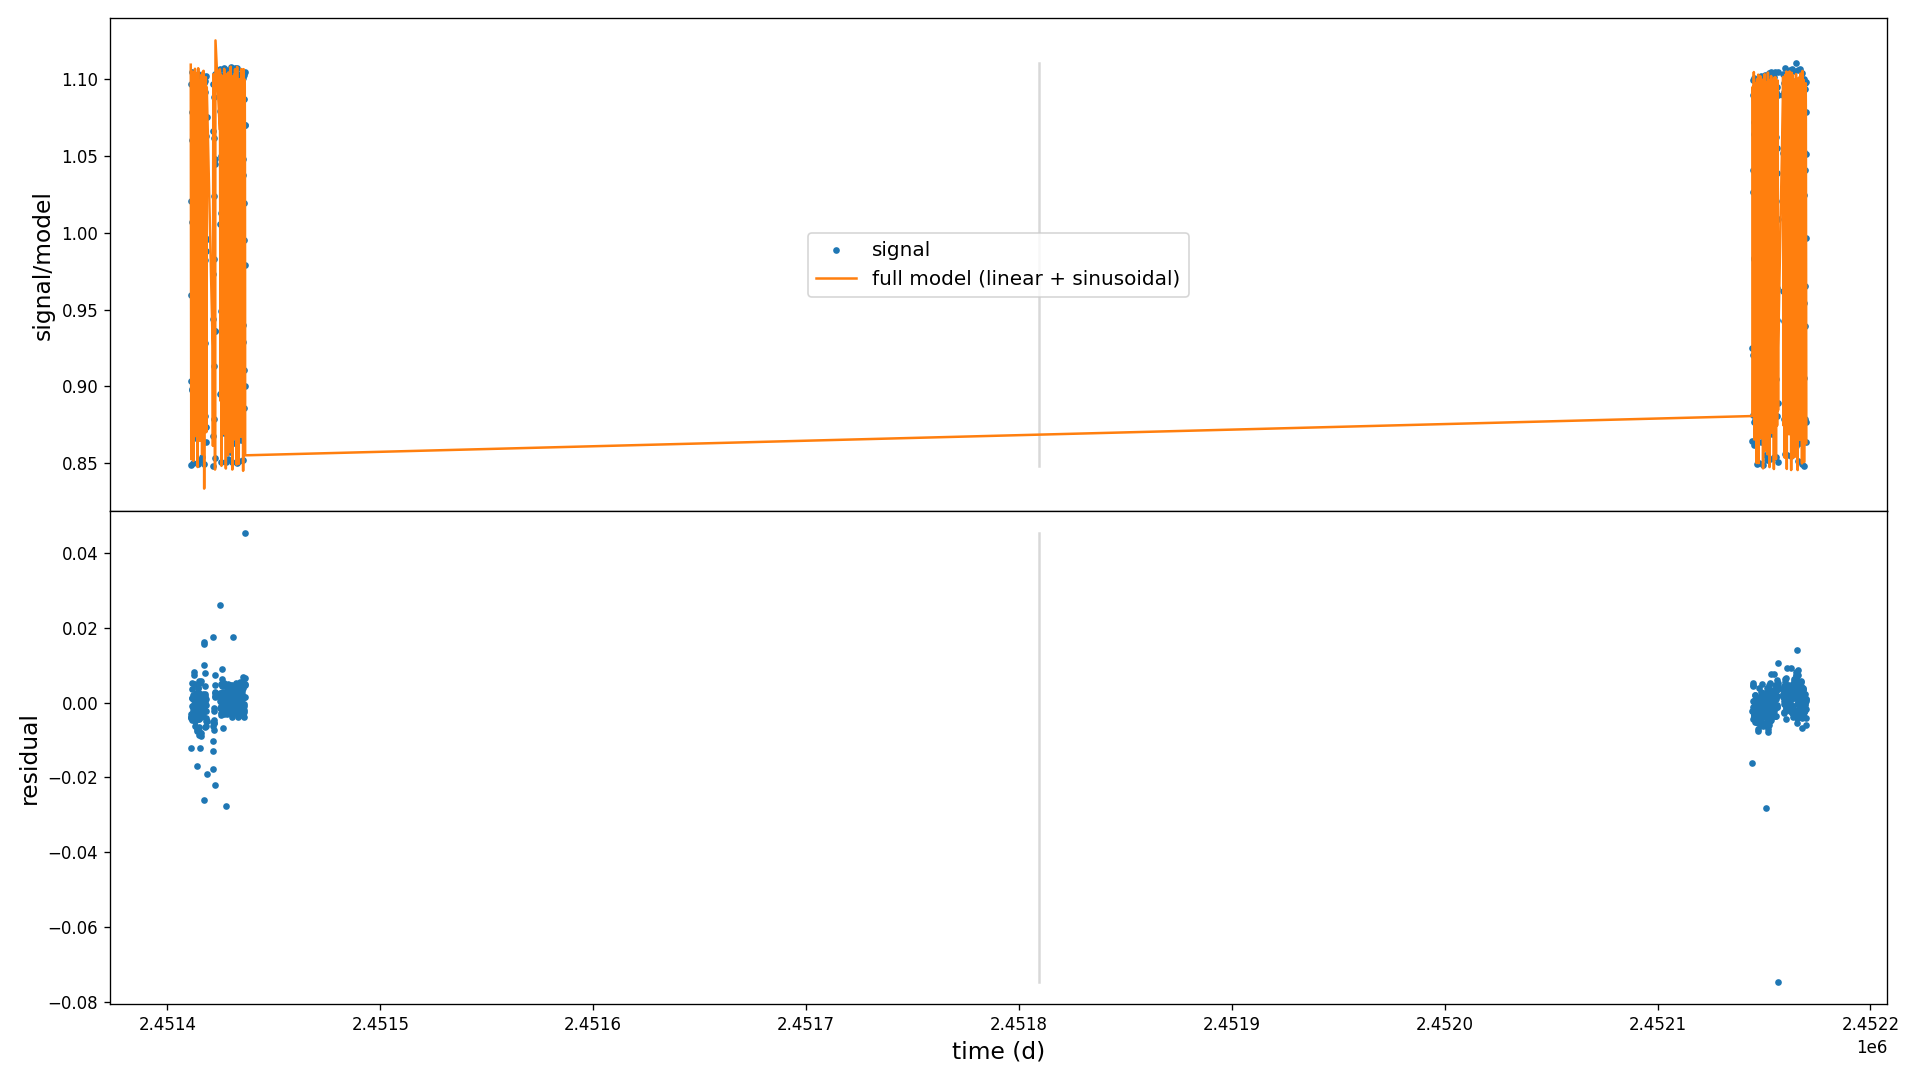 1.10
1.05
1.00
0.95
0.90
0.85
signal/model
signal
full model (linear + sinusoidal)
0.04
0.02
0.00
−0.02
−0.04
−0.06
−0.08
residual
2.4514 2.4515 2.4516 2.4517 2.4518 2.4519 2.4520 2.4521 2.4522
1e6
time (d)